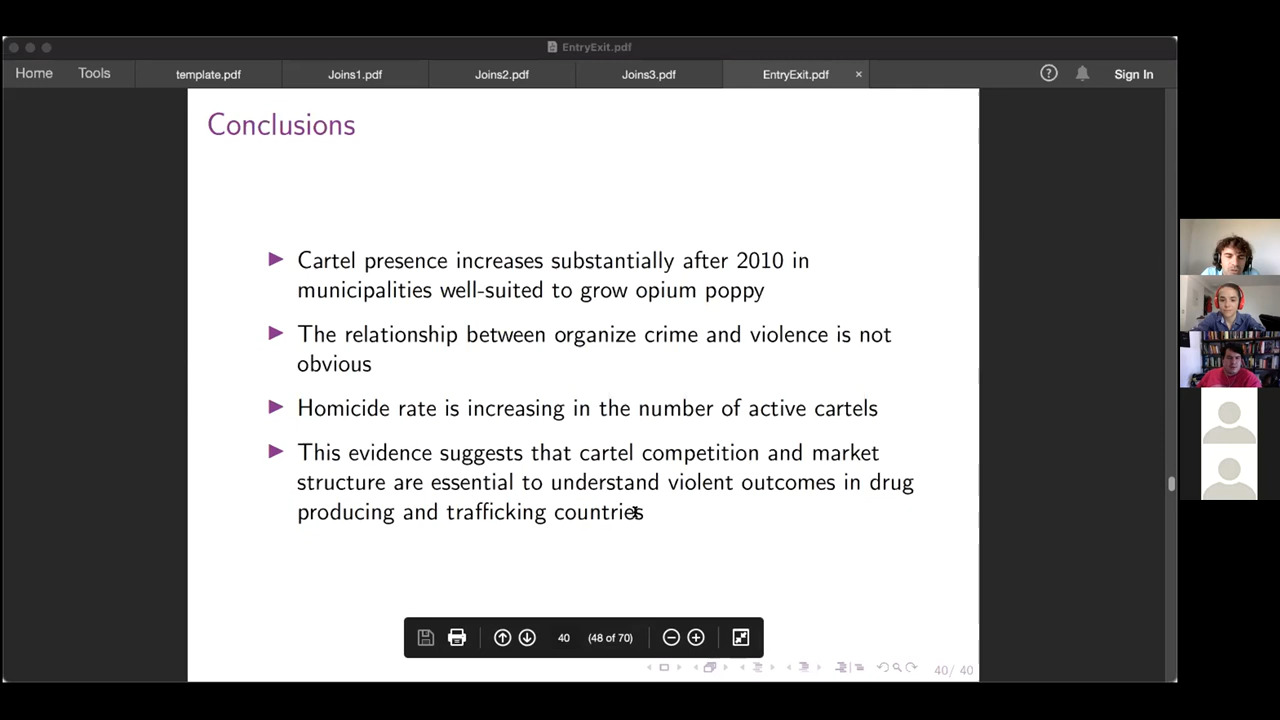 EntryExit.pdf
Home Tools template.pdf Joins1.pdf Joins2.pdf Joins3.pdf EntryExit.pdf × ? Sign In
Conclusions
Cartel presence increases substantially after 2010 in
municipalities well-suited to grow opium poppy
The relationship between organize crime and violence is not
obvious
Homicide rate is increasing in the number of active cartels
This evidence suggests that cartel competition and market
structure are essential to understand violent outcomes in drug
producing and trafficking countries
40 (48 of 70)
40/ 40